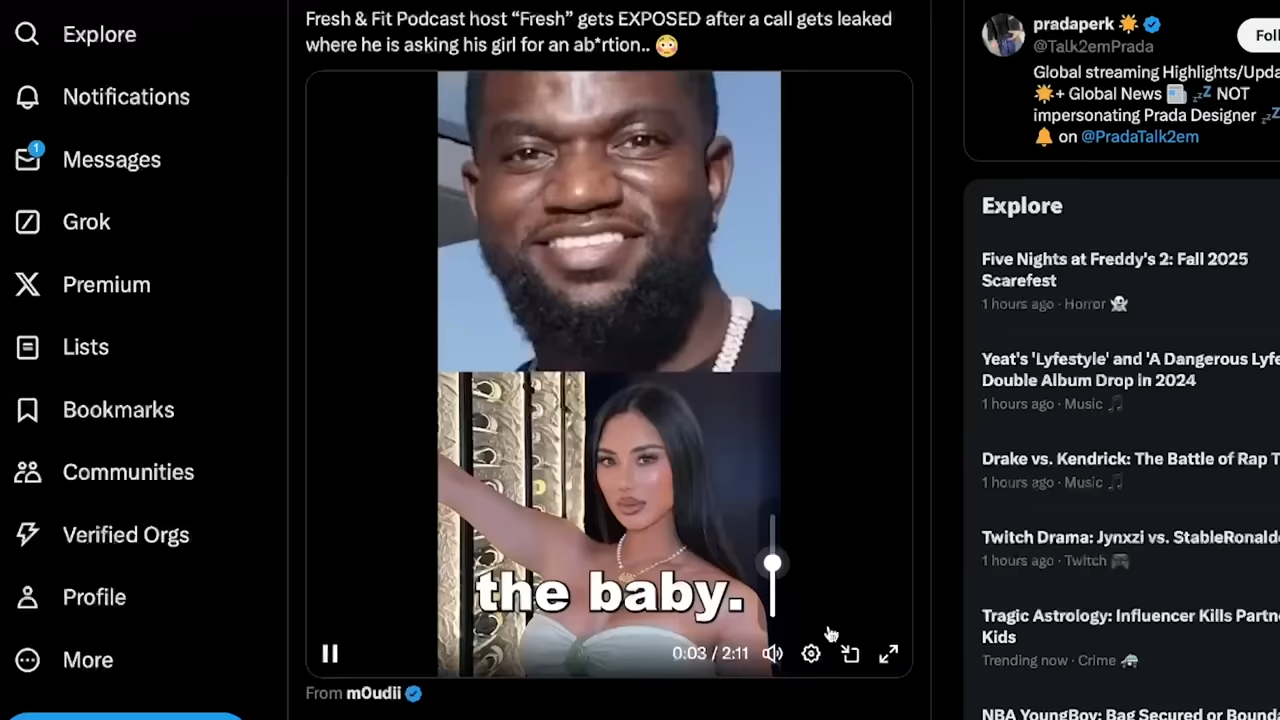 Explore
Notifications
1
Messages
Grok
Premium
Lists
Bookmarks
Communities
Verified Orgs
Profile
More
Fresh & Fit Podcast host “Fresh” gets EXPOSED after a call gets leaked
where he is asking his girl for an ab*rtion.. 😳
the baby.
0:03 / 2:11
From m0udii
pradaperk ☀️
@Talk2emPrada
Foll
Global streaming Highlights/Upda
☀️+ Global News 📰 💤 NOT
impersonating Prada Designer 💤
🔔 on @PradaTalk2em
Explore
Five Nights at Freddy's 2: Fall 2025
Scarefest
1 hours ago · Horror 👻
Yeat's 'Lyfestyle' and 'A Dangerous Lyfe
Double Album Drop in 2024
1 hours ago · Music 🎵
Drake vs. Kendrick: The Battle of Rap T
1 hours ago · Music 🎵
Twitch Drama: Jynxzi vs. StableRonald
1 hours ago · Twitch 🎮
Tragic Astrology: Influencer Kills Partn
Kids
Trending now · Crime 🚔
NBA YoungBoy: Bag Secured or Bound